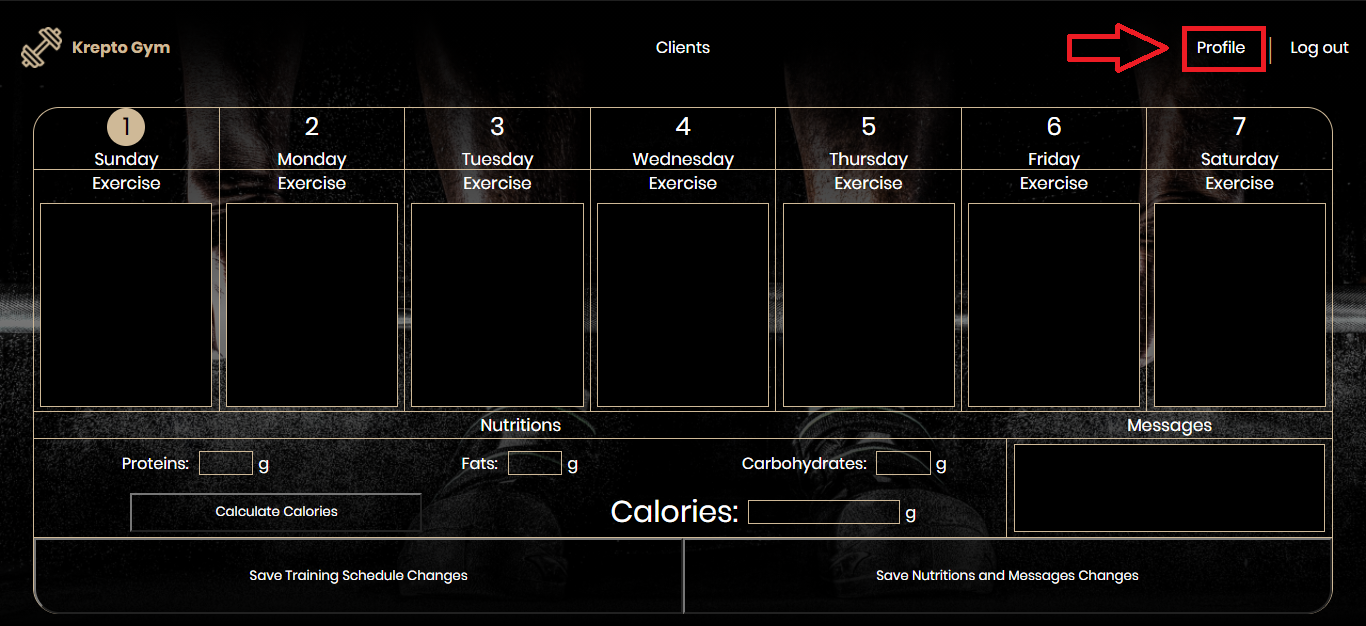 Krepto Gym Clients Profile Log out
1 2 3 4 5 6 7
Sunday Monday Tuesday Wednesday Thursday Friday Saturday
Exercise Exercise Exercise Exercise Exercise Exercise Exercise
Nutritions Messages
Proteins: g Fats: g Carbohydrates: g
Calculate Calories Calories: g
Save Training Schedule Changes Save Nutritions and Messages Changes